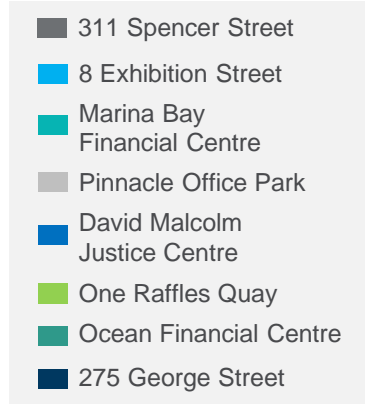 311 Spencer Street
8 Exhibition Street
Marina Bay
Financial Centre
Pinnacle Office Park
David Malcolm
Justice Centre
One Raffles Quay
Ocean Financial Centre
275 George Street